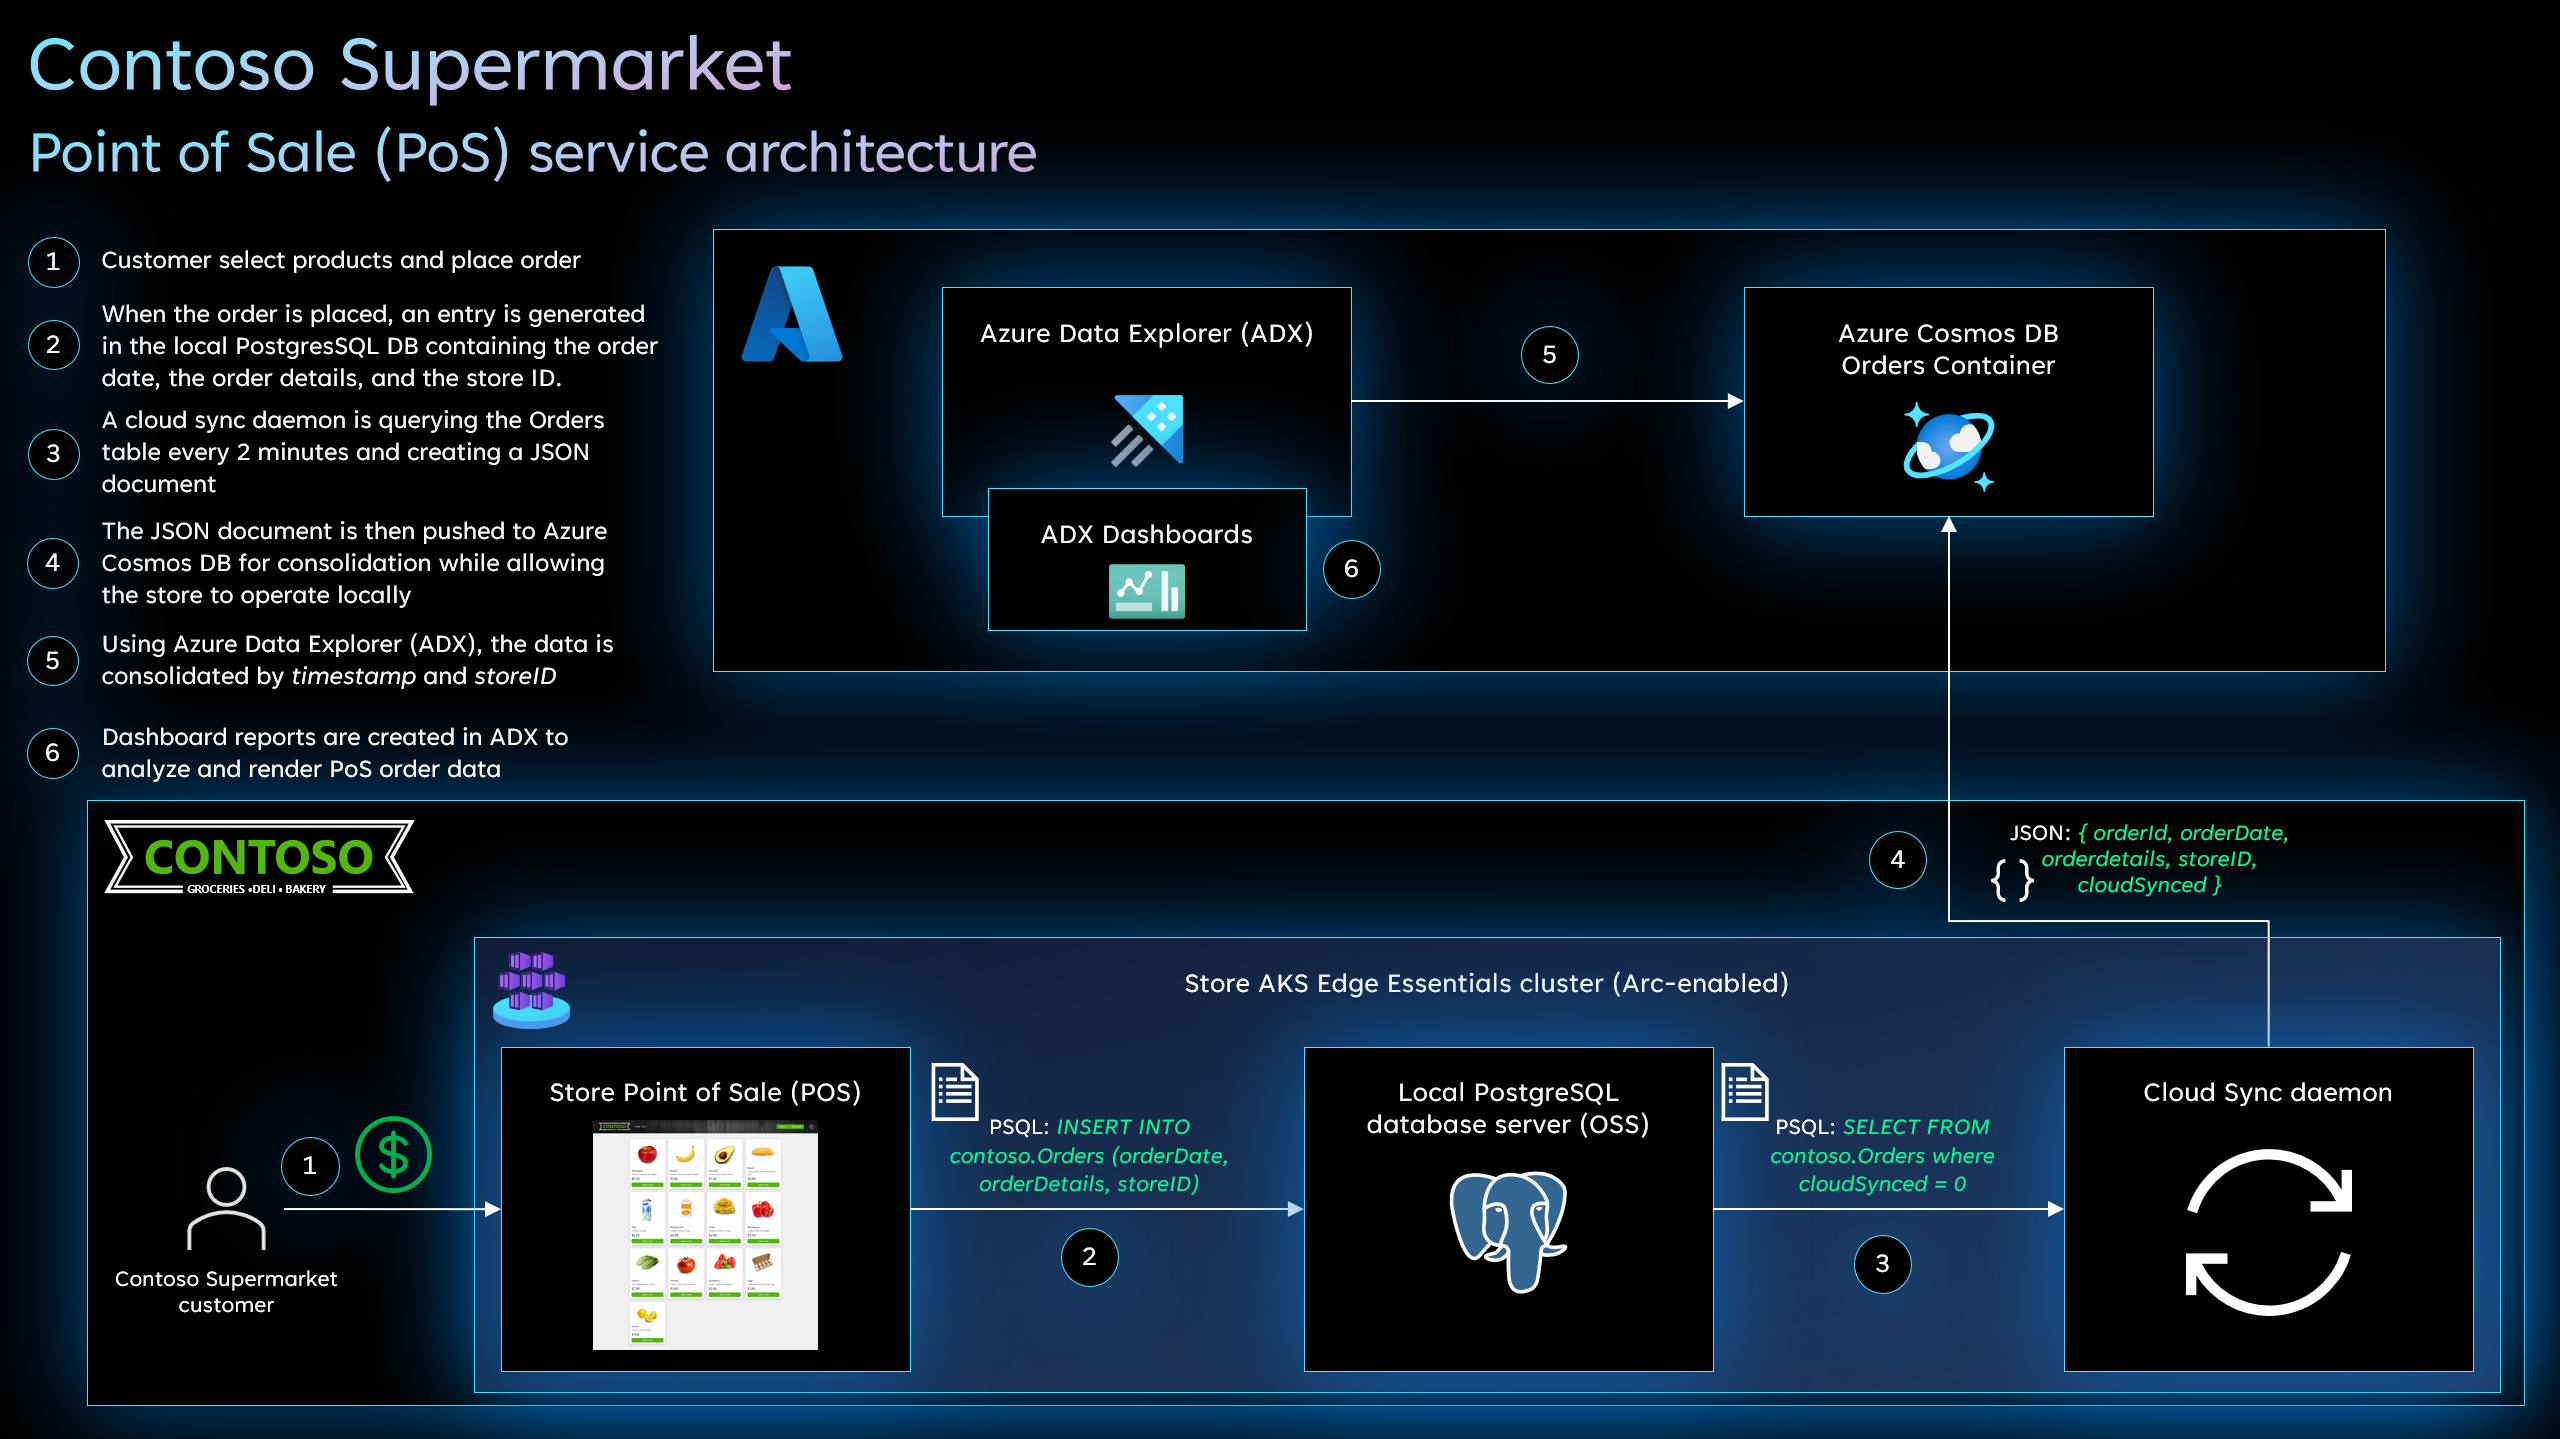 Contoso Supermarket
Point of Sale (PoS) service architecture
1
Customer select products and place order
2
When the order is placed, an entry is generated
in the local PostgresSQL DB containing the order
date, the order details, and the store ID.
3
A cloud sync daemon is querying the Orders
table every 2 minutes and creating a JSON
document
4
The JSON document is then pushed to Azure
Cosmos DB for consolidation while allowing
the store to operate locally
5
Using Azure Data Explorer (ADX), the data is
consolidated by timestamp and storeID
6
Dashboard reports are created in ADX to
analyze and render PoS order data
Azure Data Explorer (ADX)
ADX Dashboards
6
5
Azure Cosmos DB
Orders Container
CONTOSO
GROCERIES •DELI • BAKERY
4
JSON: { orderId, orderDate,
orderdetails, storeID,
cloudSynced }
{ }
Store AKS Edge Essentials cluster (Arc-enabled)
1
Contoso Supermarket
customer
Store Point of Sale (POS)
CONTOSO
PSQL: INSERT INTO
contoso.Orders (orderDate,
orderDetails, storeID)
2
Local PostgreSQL
database server (OSS)
PSQL: SELECT FROM
contoso.Orders where
cloudSynced = 0
3
Cloud Sync daemon